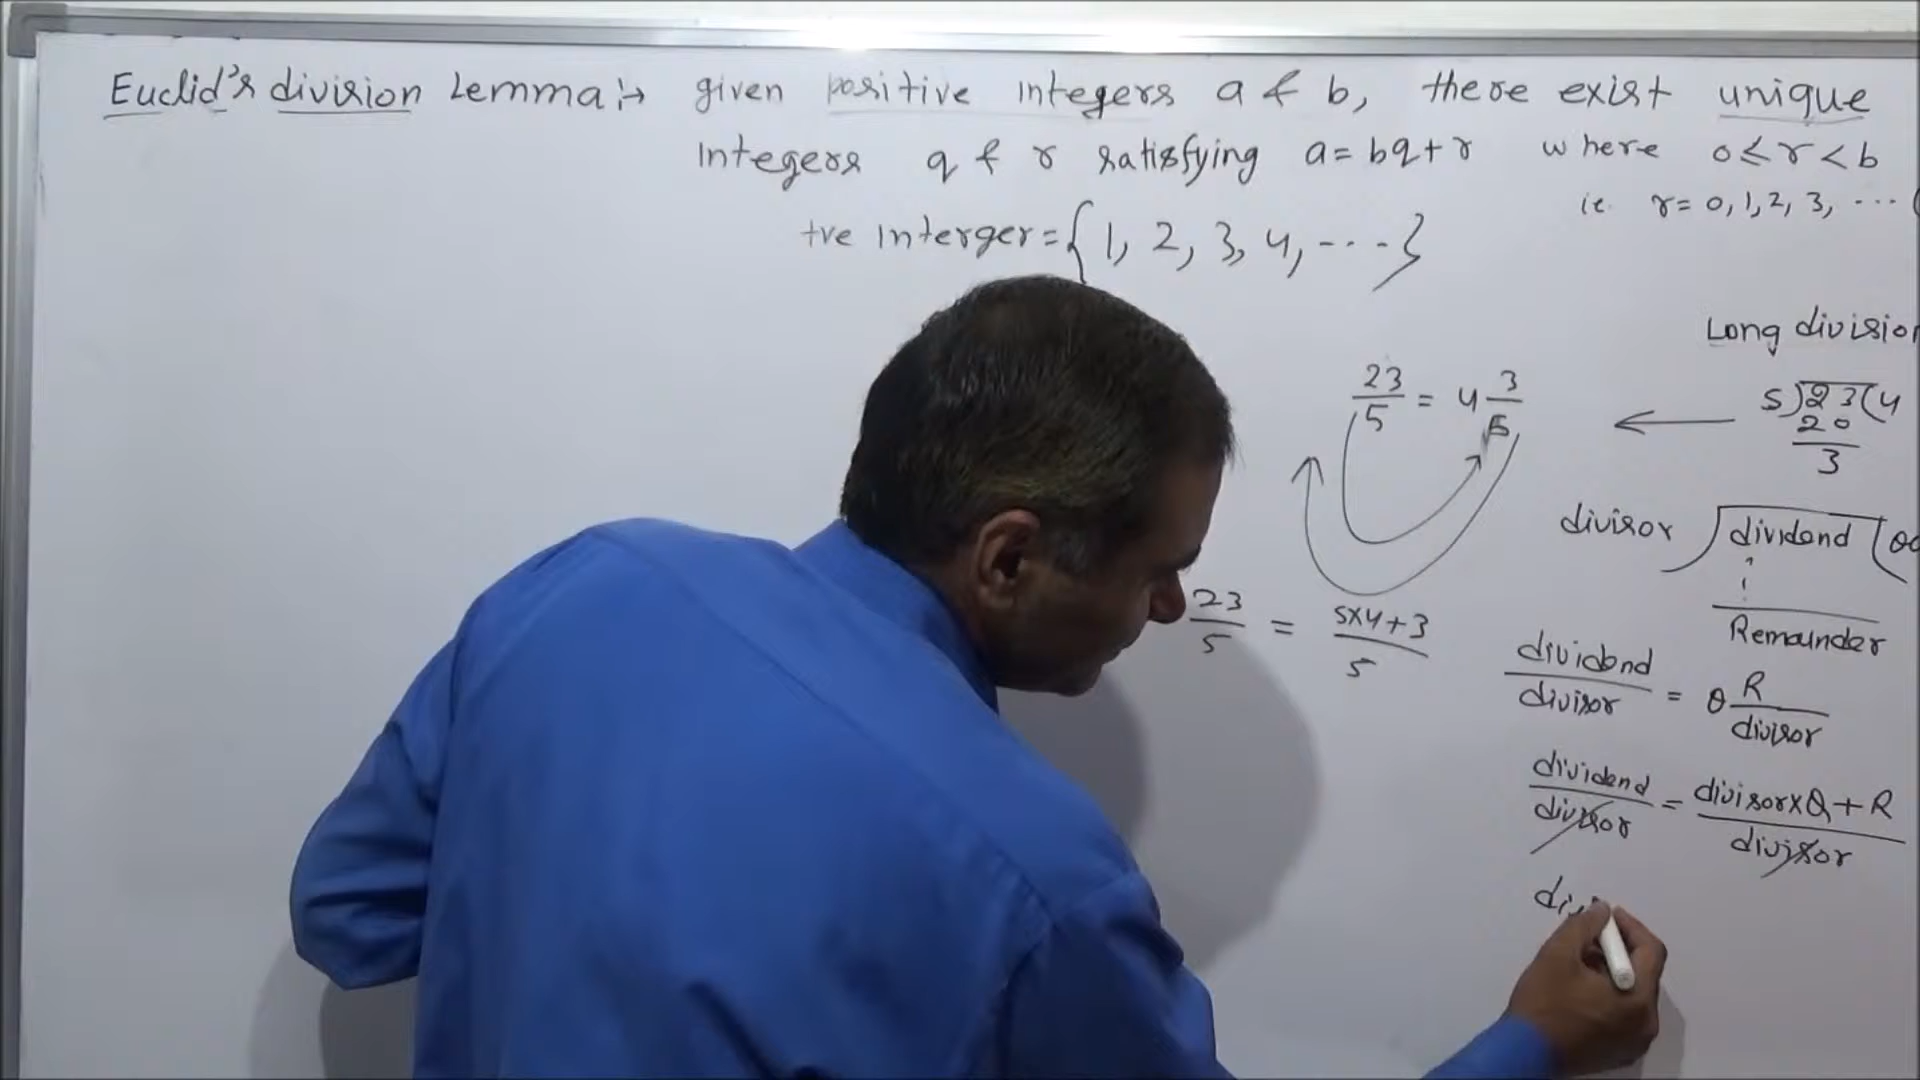 Euclid's division Lemma:→ given positive integers a & b, there exist unique
integers q & r satisfying a = bq + r where 0 ≤ r < b
i.e. r = 0, 1, 2, 3, ....
+ve interger = {1, 2, 3, 4, ....}
Long division
23/5 = 4 3/5
5)23(4
20
3
divisor)dividend(
Remainder
23/5 = 5x4+3/5
dividend/divisor = Q R/divisor
dividend/divisor = divisor x Q + R/divisor